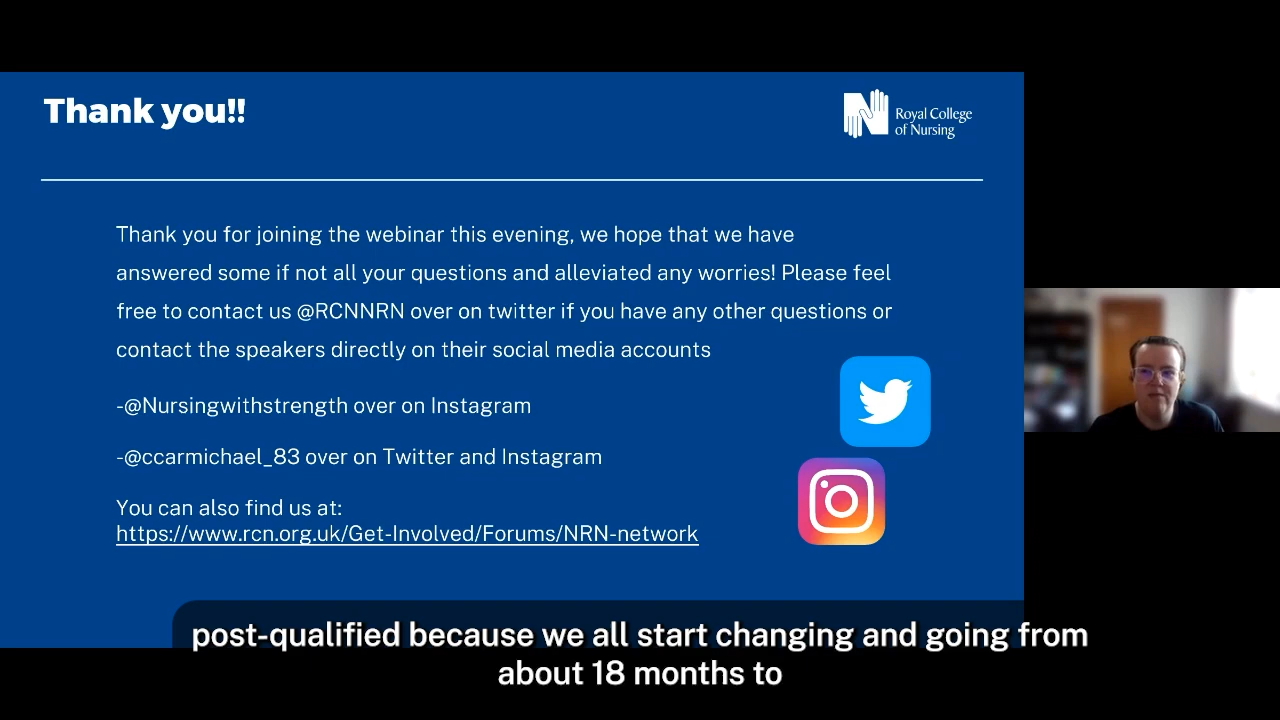 Thank you!!
Royal College
of Nursing
Thank you for joining the webinar this evening, we hope that we have
answered some if not all your questions and alleviated any worries! Please feel
free to contact us @RCNNRN over on twitter if you have any other questions or
contact the speakers directly on their social media accounts
-@Nursingwithstrength over on Instagram
-@ccarmichael_83 over on Twitter and Instagram
You can also find us at:
https://www.rcn.org.uk/Get-Involved/Forums/NRN-network
post-qualified because we all start changing and going from
about 18 months to